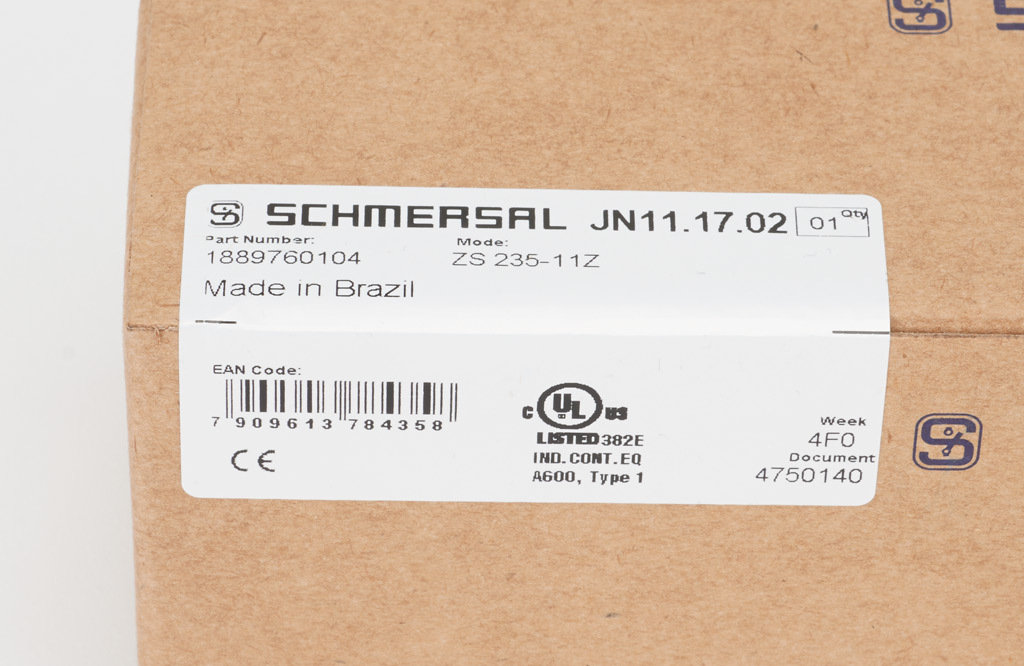 SCHMERSAL JN11.17.02 01 Qty
Part Number: Mode:
1889760104 ZS 235-11Z
Made in Brazil
EAN Code:
7 909613 784358
CE
C UL US
LISTED 382E
IND.CONT.EQ
A600, Type 1
Week
4F0
Document
4750140